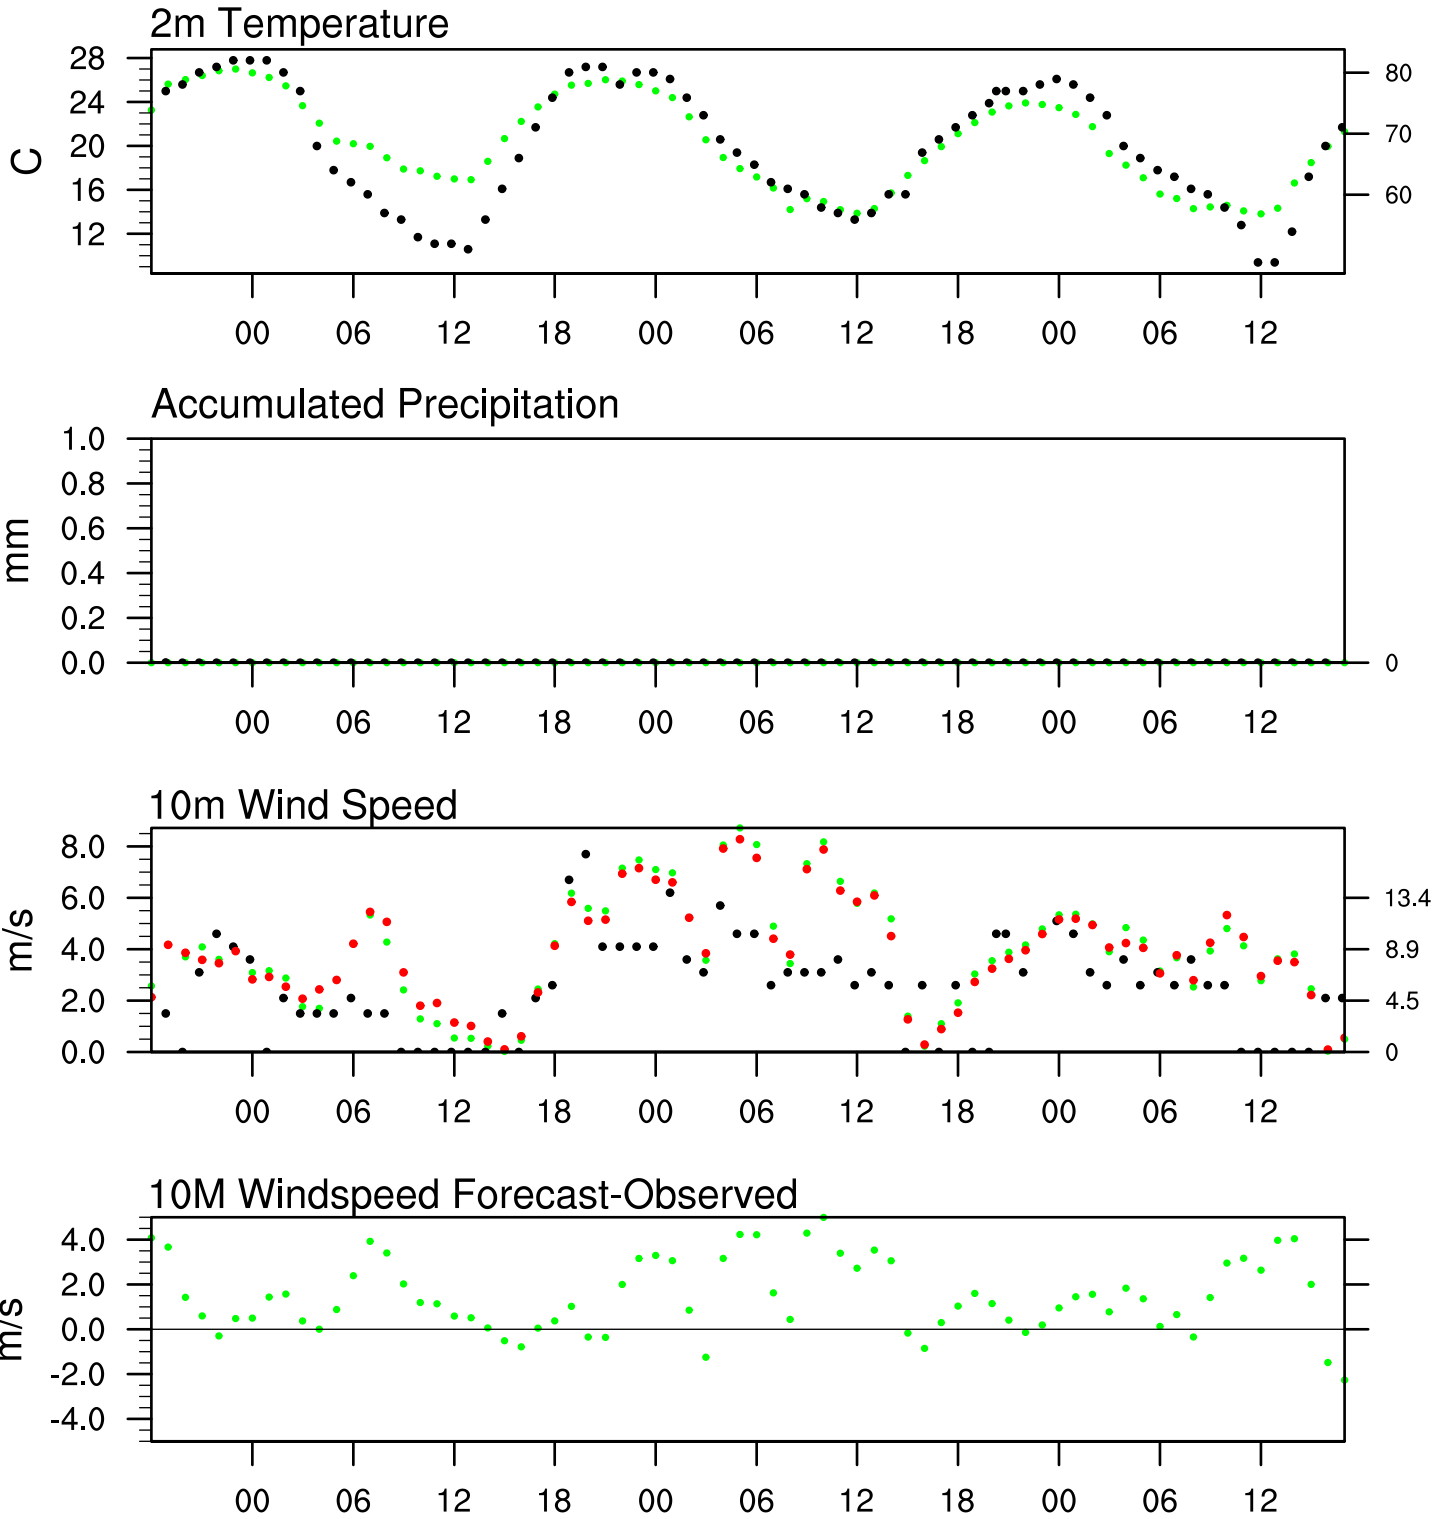 2m Temperature
28
24
20
16
12
C
80
70
60
00 06 12 18 00 06 12 18 00 06 12
Accumulated Precipitation
1.0
0.8
0.6
0.4
0.2
0.0
mm
0
00 06 12 18 00 06 12 18 00 06 12
10m Wind Speed
8.0
6.0
4.0
2.0
0.0
m/s
13.4
8.9
4.5
0
00 06 12 18 00 06 12 18 00 06 12
10M Windspeed Forecast-Observed
4.0
2.0
0.0
-2.0
-4.0
m/s
00 06 12 18 00 06 12 18 00 06 12